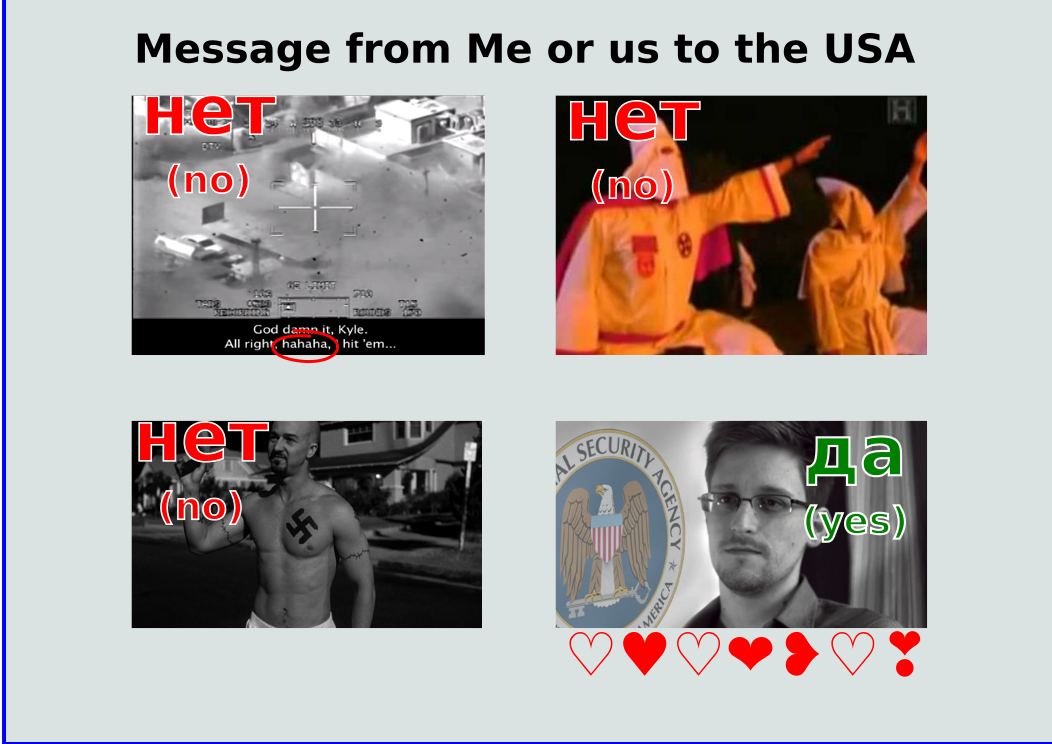 Message from Me or us to the USA
нет
(no)
нет
(no)
God damn it, Kyle.
All right, hahaha, I hit 'em...
нет
(no)
да
(yes)
AL SECURITY AGENCY
AMERICA
♡♥♡❤❥♡❣